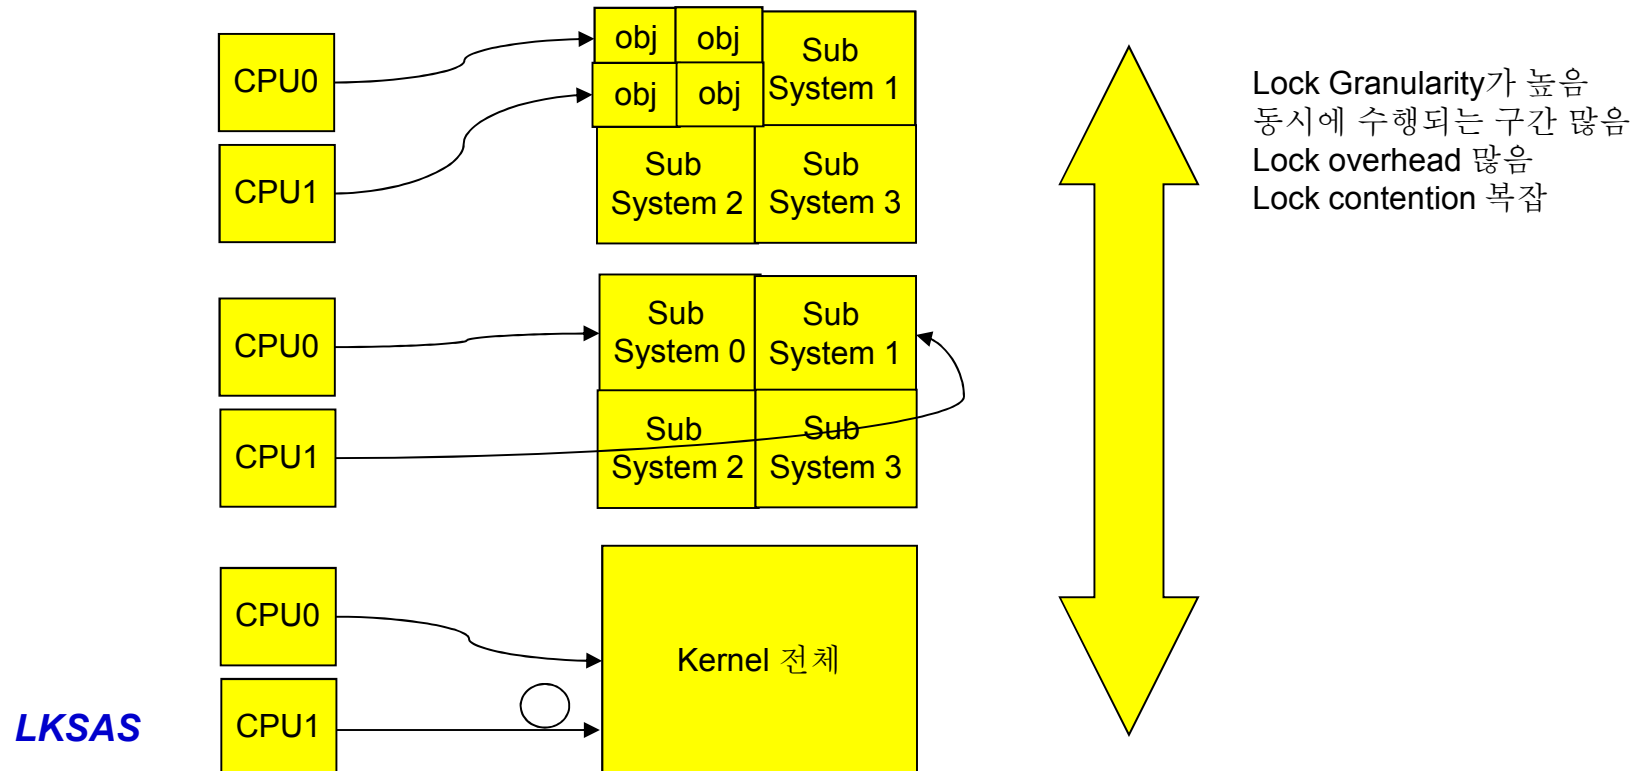 CPU0
CPU1
obj obj
obj obj
Sub
System 1
Sub
System 2
Sub
System 3
Lock Granularity가 높음
동시에 수행되는 구간 많음
Lock overhead 많음
Lock contention 복잡
CPU0
CPU1
Sub
System 0
Sub
System 1
Sub
System 2
Sub
System 3
CPU0
CPU1
Kernel 전체
LKSAS